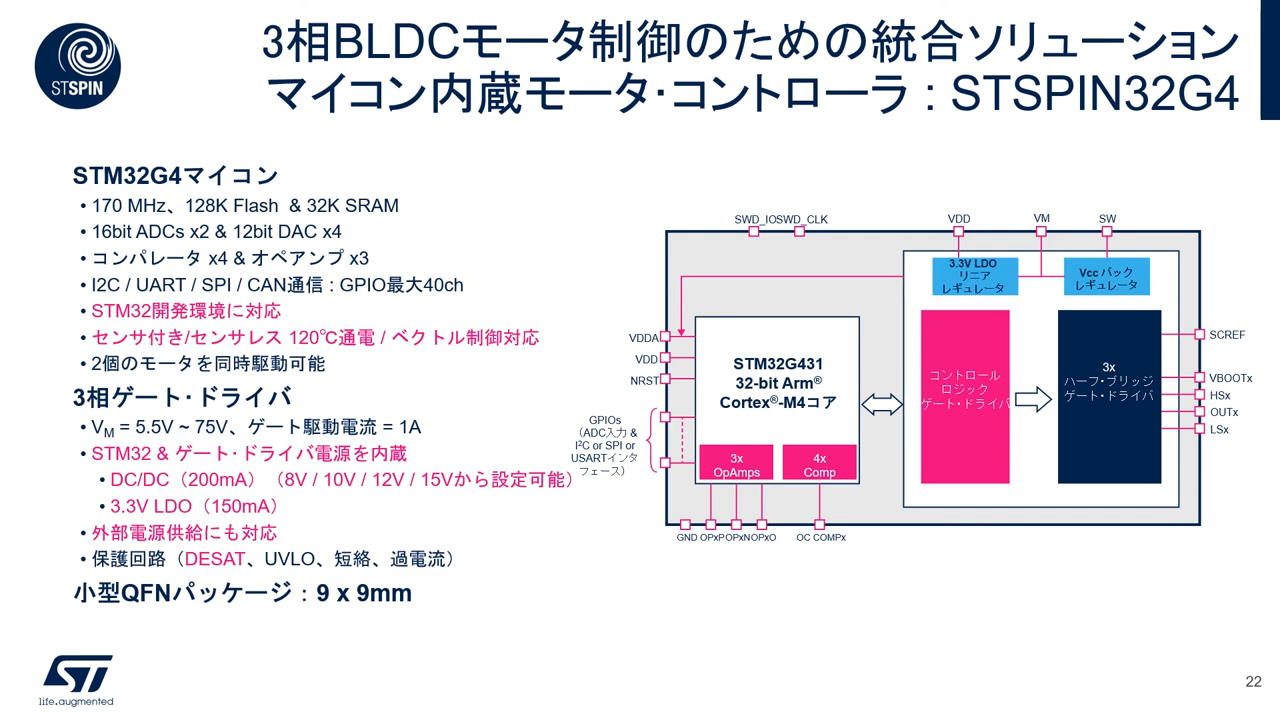 STSPIN
3相BLDCモータ制御のための統合ソリューション
マイコン内蔵モータ・コントローラ : STSPIN32G4
STM32G4マイコン
• 170 MHz、128K Flash & 32K SRAM
• 16bit ADCs x2 & 12bit DAC x4
• コンパレータ x4 & オペアンプ x3
• I2C / UART / SPI / CAN通信 : GPIO最大40ch
• STM32開発環境に対応
• センサ付き/センサレス 120℃通電 / ベクトル制御対応
• 2個のモータを同時駆動可能
3相ゲート・ドライバ
• VM = 5.5V ~ 75V、ゲート駆動電流 = 1A
• STM32 & ゲート・ドライバ電源を内蔵
• DC/DC（200mA）（8V / 10V / 12V / 15Vから設定可能）
• 3.3V LDO（150mA）
• 外部電源供給にも対応
• 保護回路（DESAT、UVLO、短絡、過電流）
小型QFNパッケージ：9 x 9mm
SWD_IO SWD_CLK VDD VM SW
3.3V LDO
リニア
レギュレータ
Vcc バック
レギュレータ
VDDA
VDD
NRST
GPIOs
（ADC入力 &
I²C or SPI or
USARTインタ
フェース）
STM32G431
32-bit Arm®
Cortex®-M4コア
3x
OpAmps
4x
Comp
コントロール
ロジック
ゲート・ドライバ
3x
ハーフ・ブリッジ
ゲート・ドライバ
SCREF
VBOOTx
HSx
OUTx
LSx
GND OPxP OPxN OPxO OC COMPx
ST
life.augmented
22